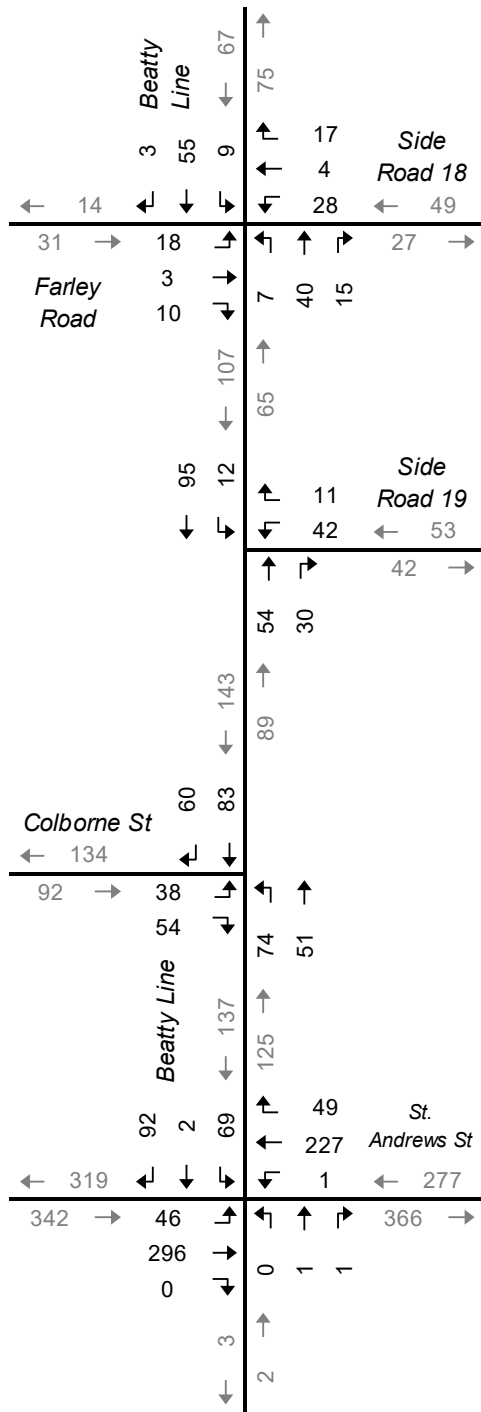 67 75
Beatty
Line
3 55 9
17
4
28
Side
Road 18
14 49
31 18 27
3
10
Farley
Road
7 40 15
107 65
95 12
11
42
Side
Road 19
53
42
54 30
143 89
60 83
Colborne St
134
92 38
54
74 51
Beatty Line
137 125
92 2 69
49
227
1
St.
Andrews St
319 277
342 46 366
296
0
0 1 1
3 2